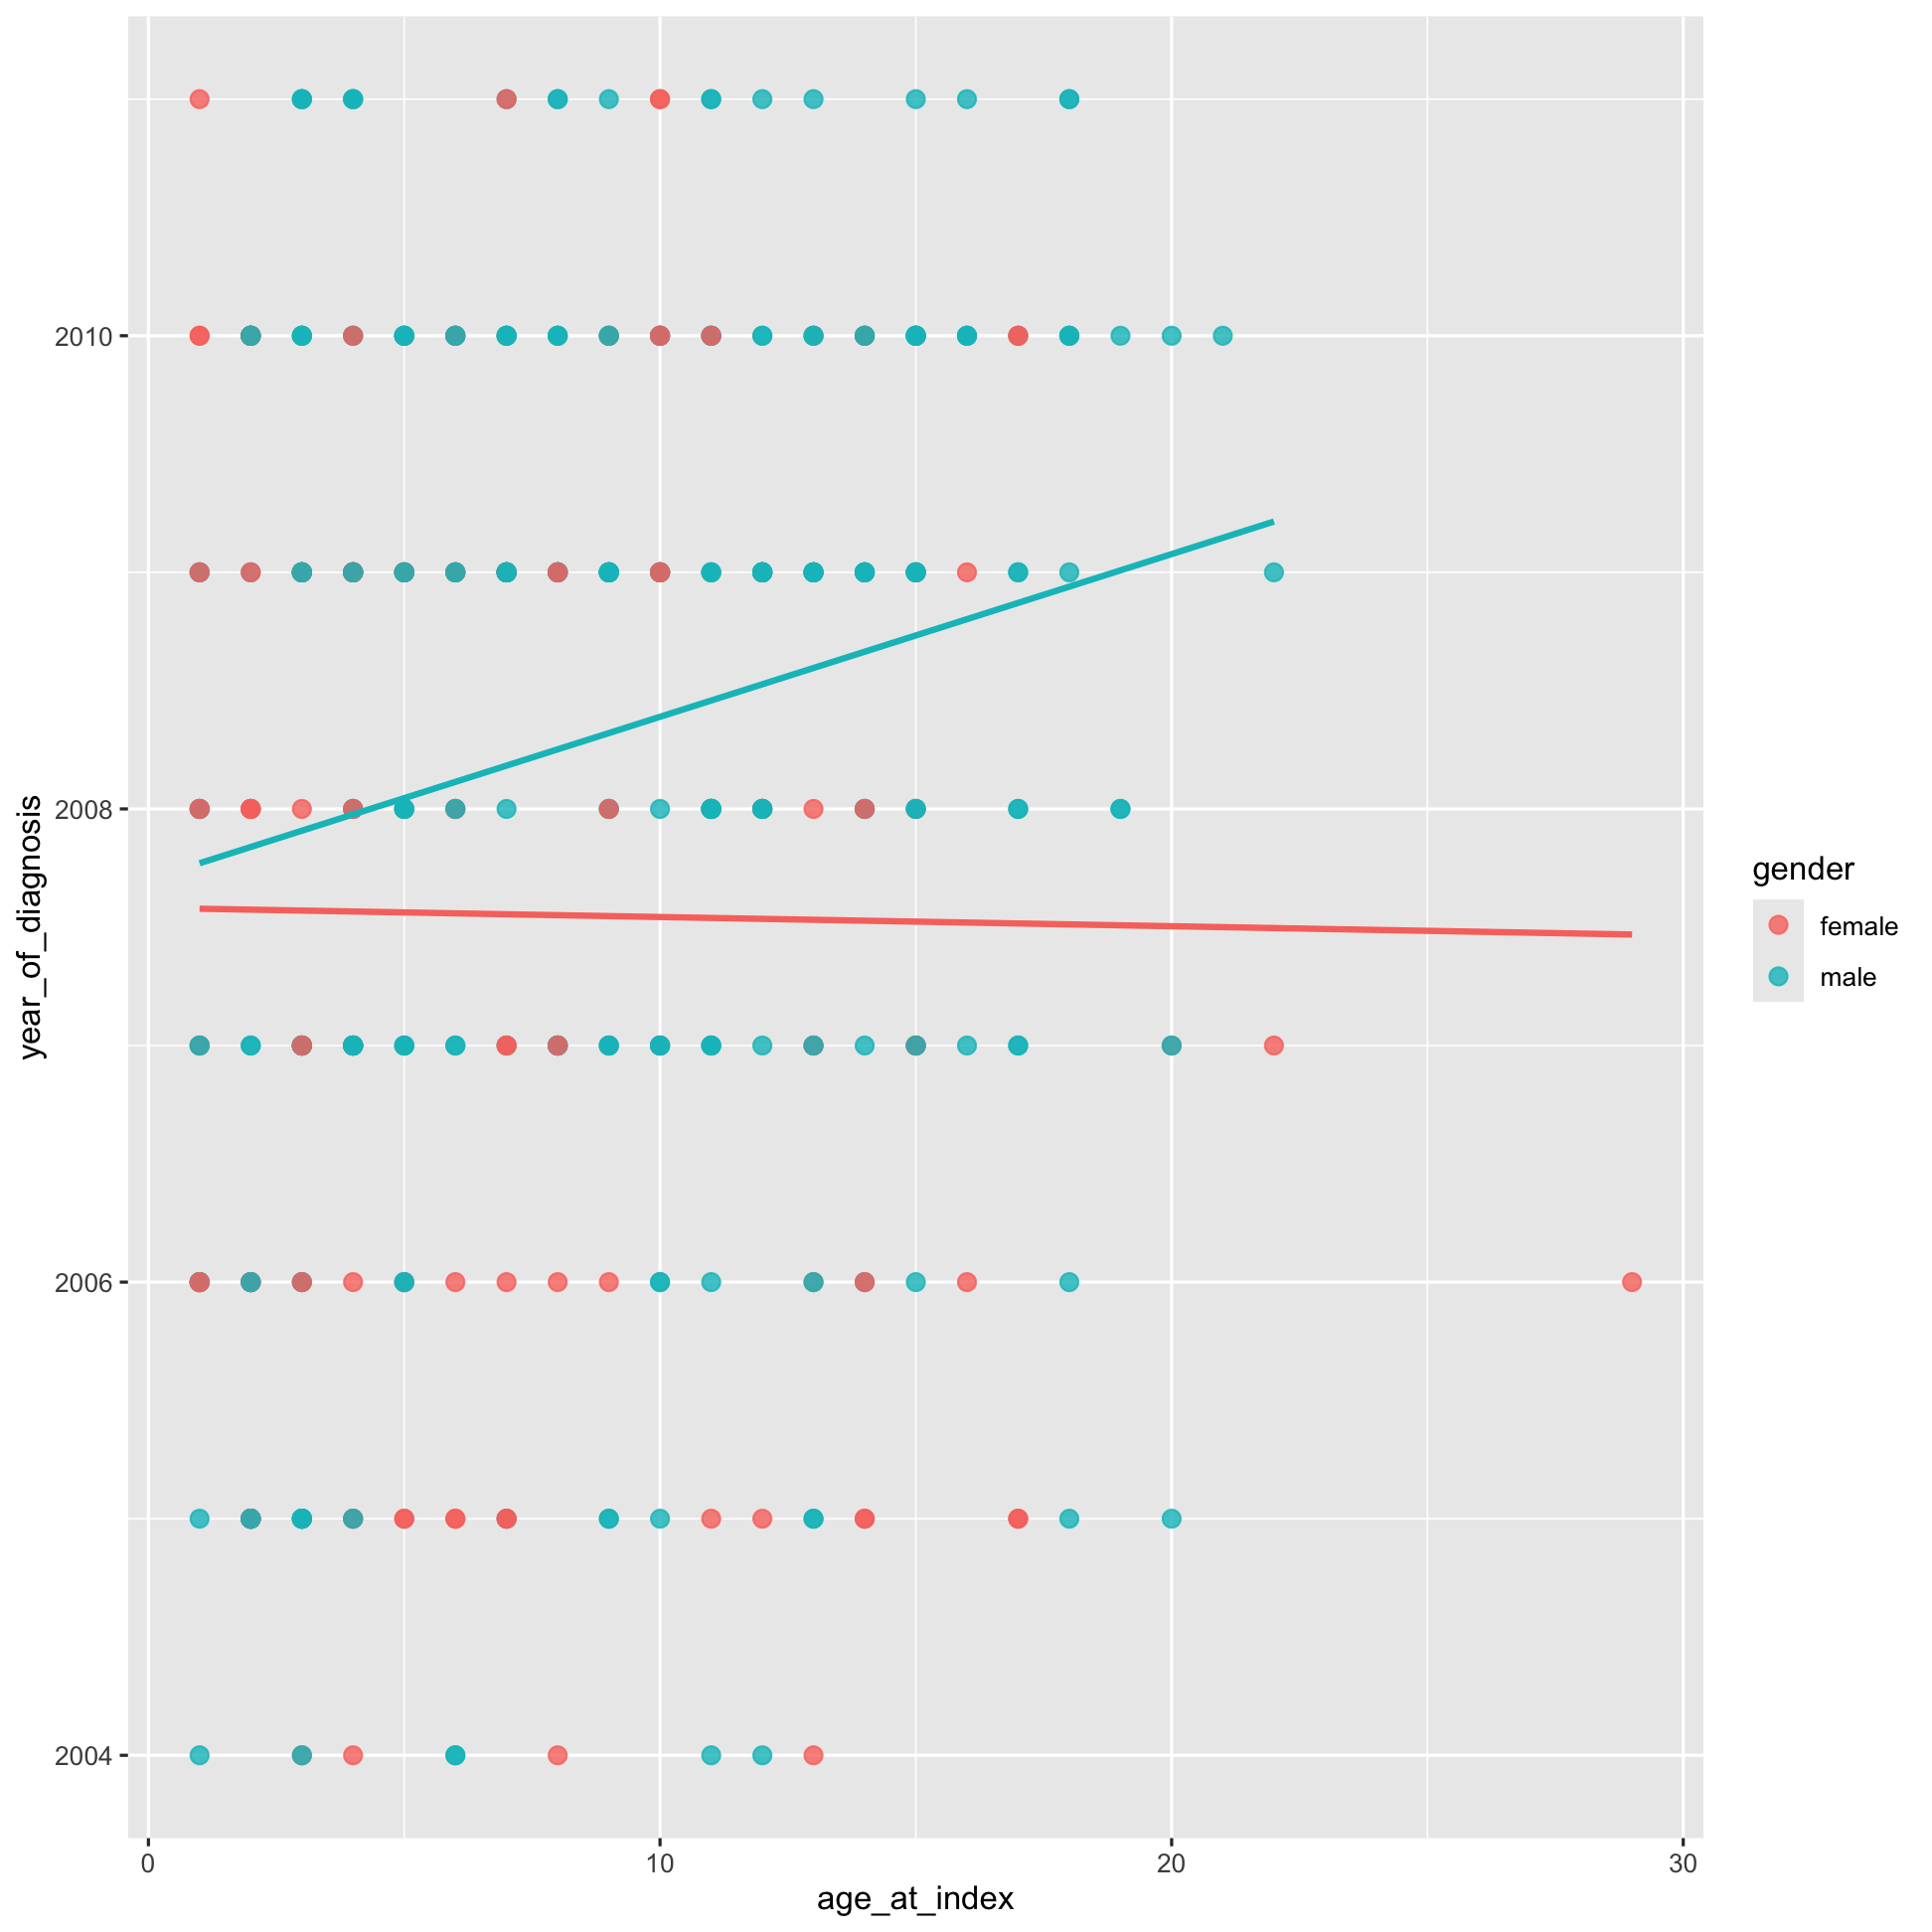 year_of_diagnosis
2010
2008
2006
2004
0 10 20 30
age_at_index
gender
female
male